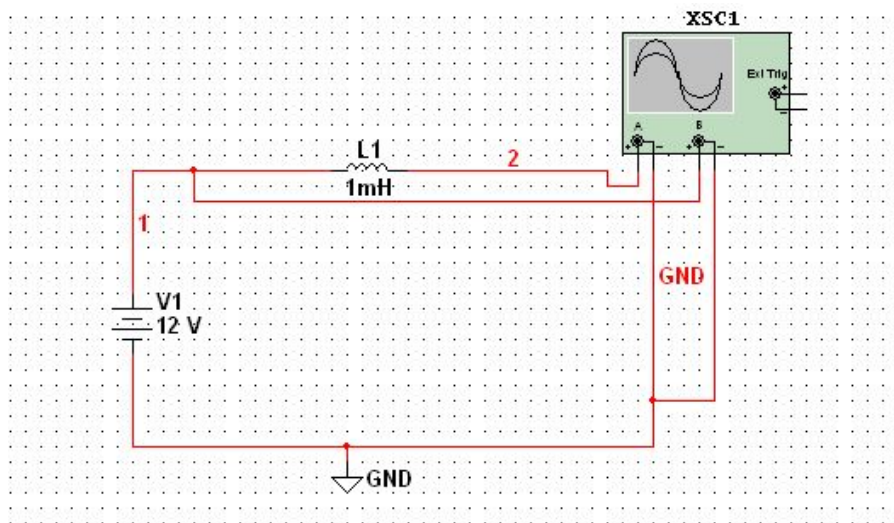 XSC1
Ext Trig
+
-
A
B
+
-
+
-
L1
1mH
2
1
GND
V1
12 V
GND